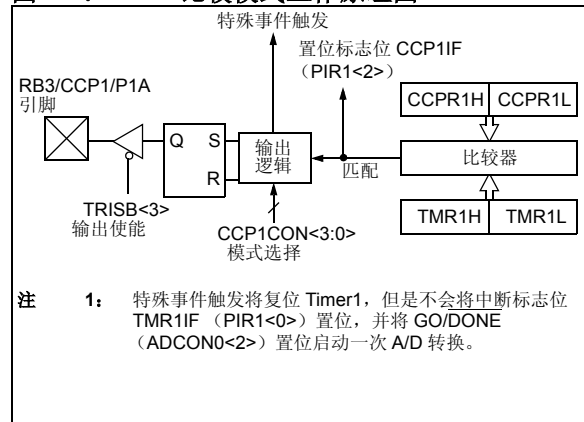 特殊事件触发
置位标志位 CCP1IF
（PIR1<2>）
RB3/CCP1/P1A
引脚
CCPR1H CCPR1L
Q S
R
输出
逻辑
匹配
比较器
TRISB<3>
输出使能
CCP1CON<3:0>
模式选择
TMR1H TMR1L
注 1： 特殊事件触发将复位 Timer1，但是不会将中断标志位
TMR1IF （PIR1<0>）置位，并将 GO/DONE
（ADCON0<2>）置位启动一次 A/D 转换。